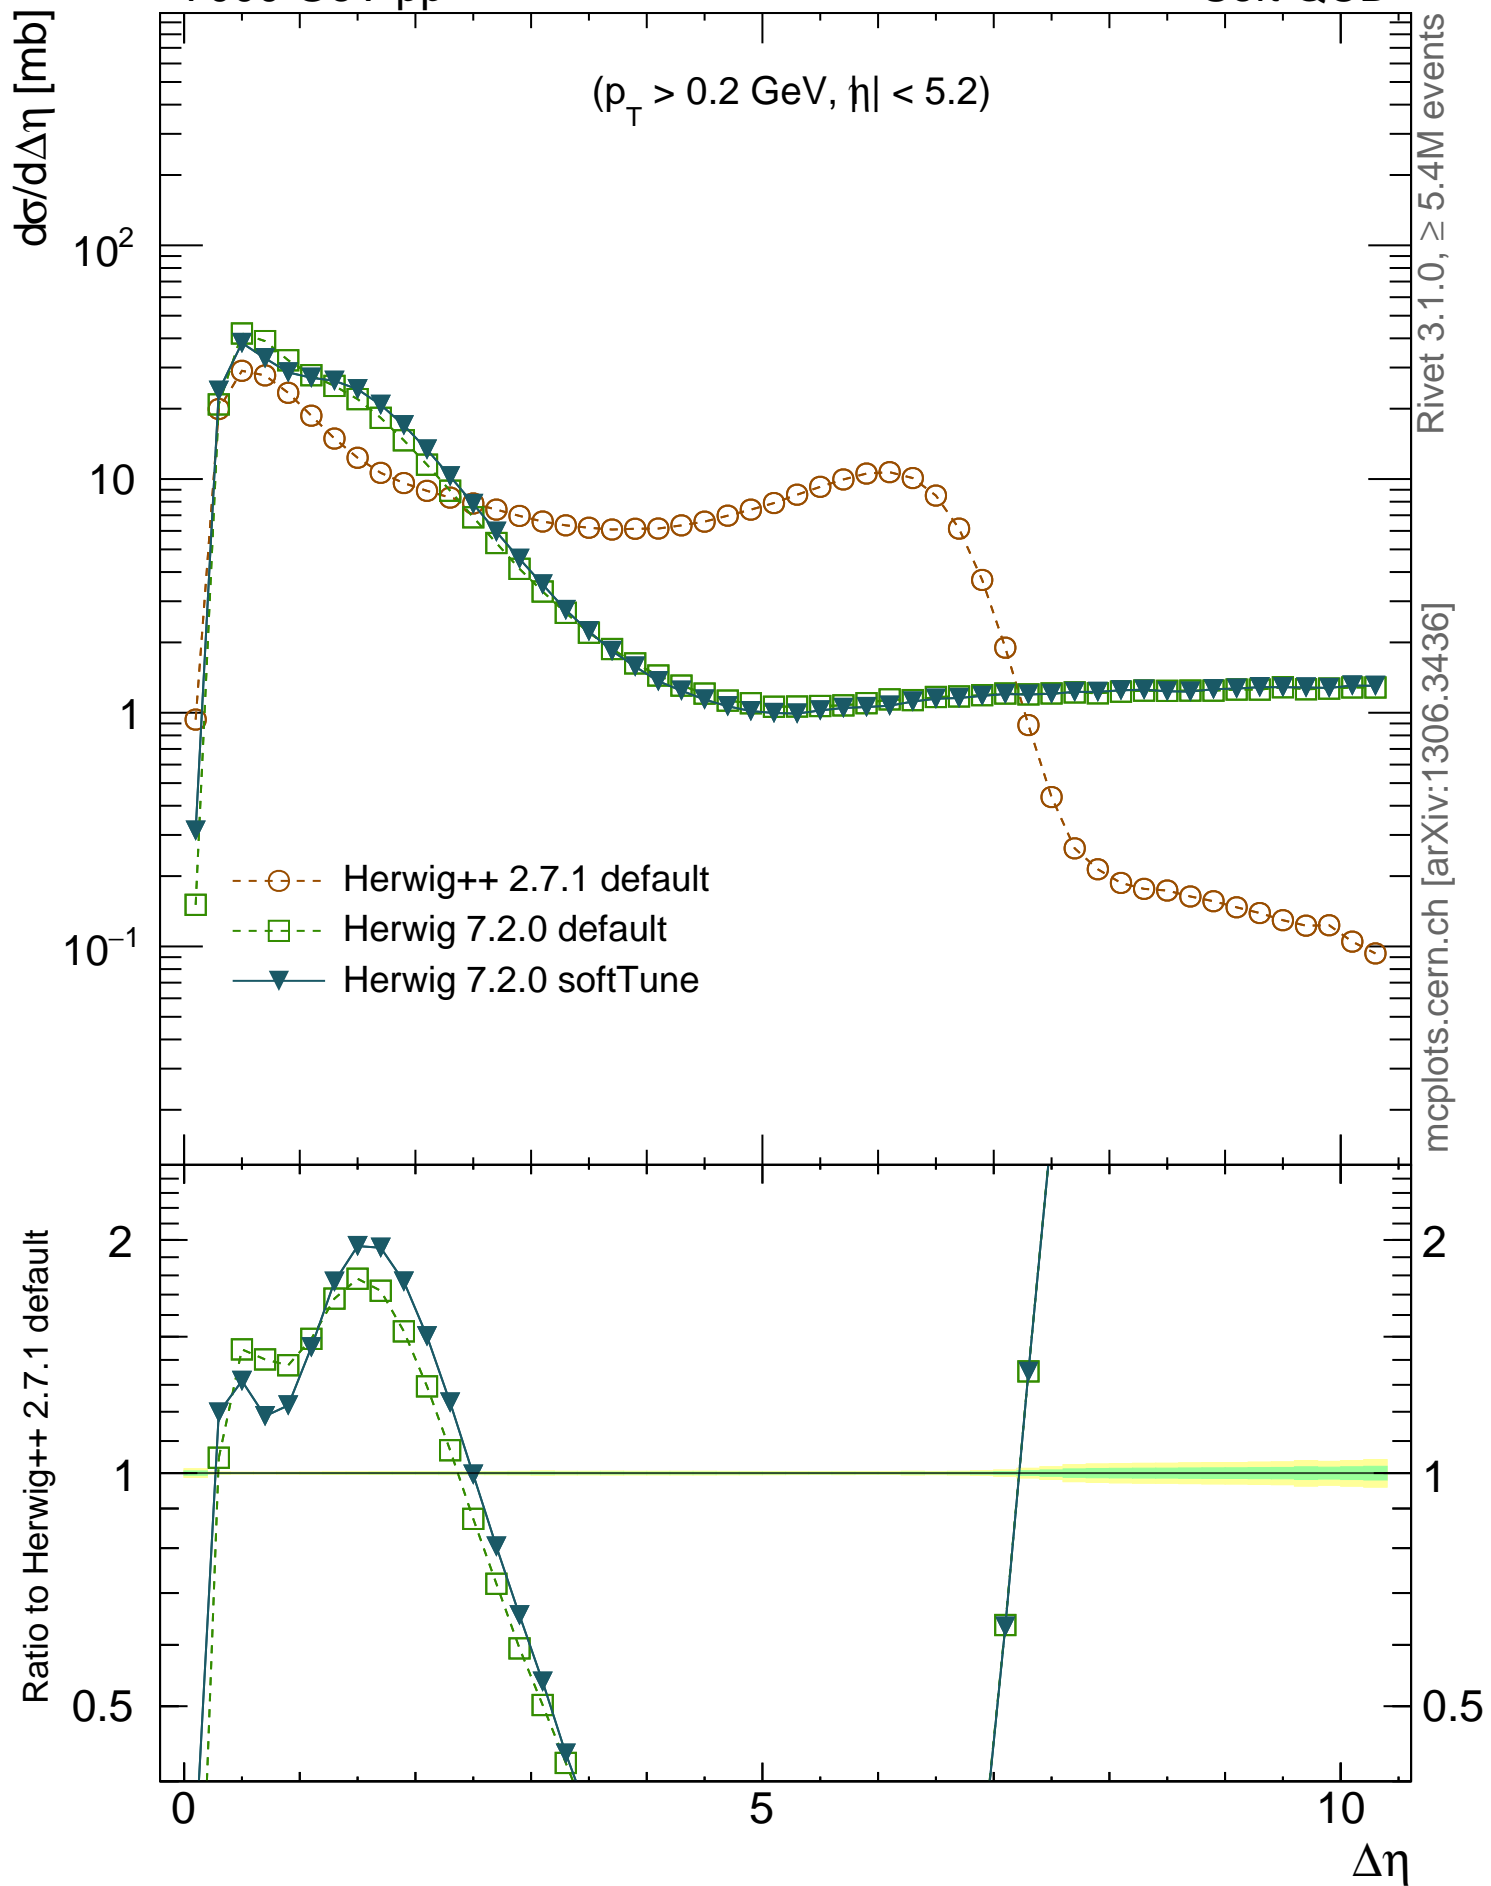 dσ/dΔη [mb]
(p_T > 0.2 GeV, |η| < 5.2)
10²
10
1
10⁻¹
Herwig++ 2.7.1 default
Herwig 7.2.0 default
Herwig 7.2.0 softTune
Rivet 3.1.0, ≥ 5.4M events
mcplots.cern.ch [arXiv:1306.3436]
Ratio to Herwig++ 2.7.1 default
2
1
0.5
2
1
0.5
0 5 10
Δη